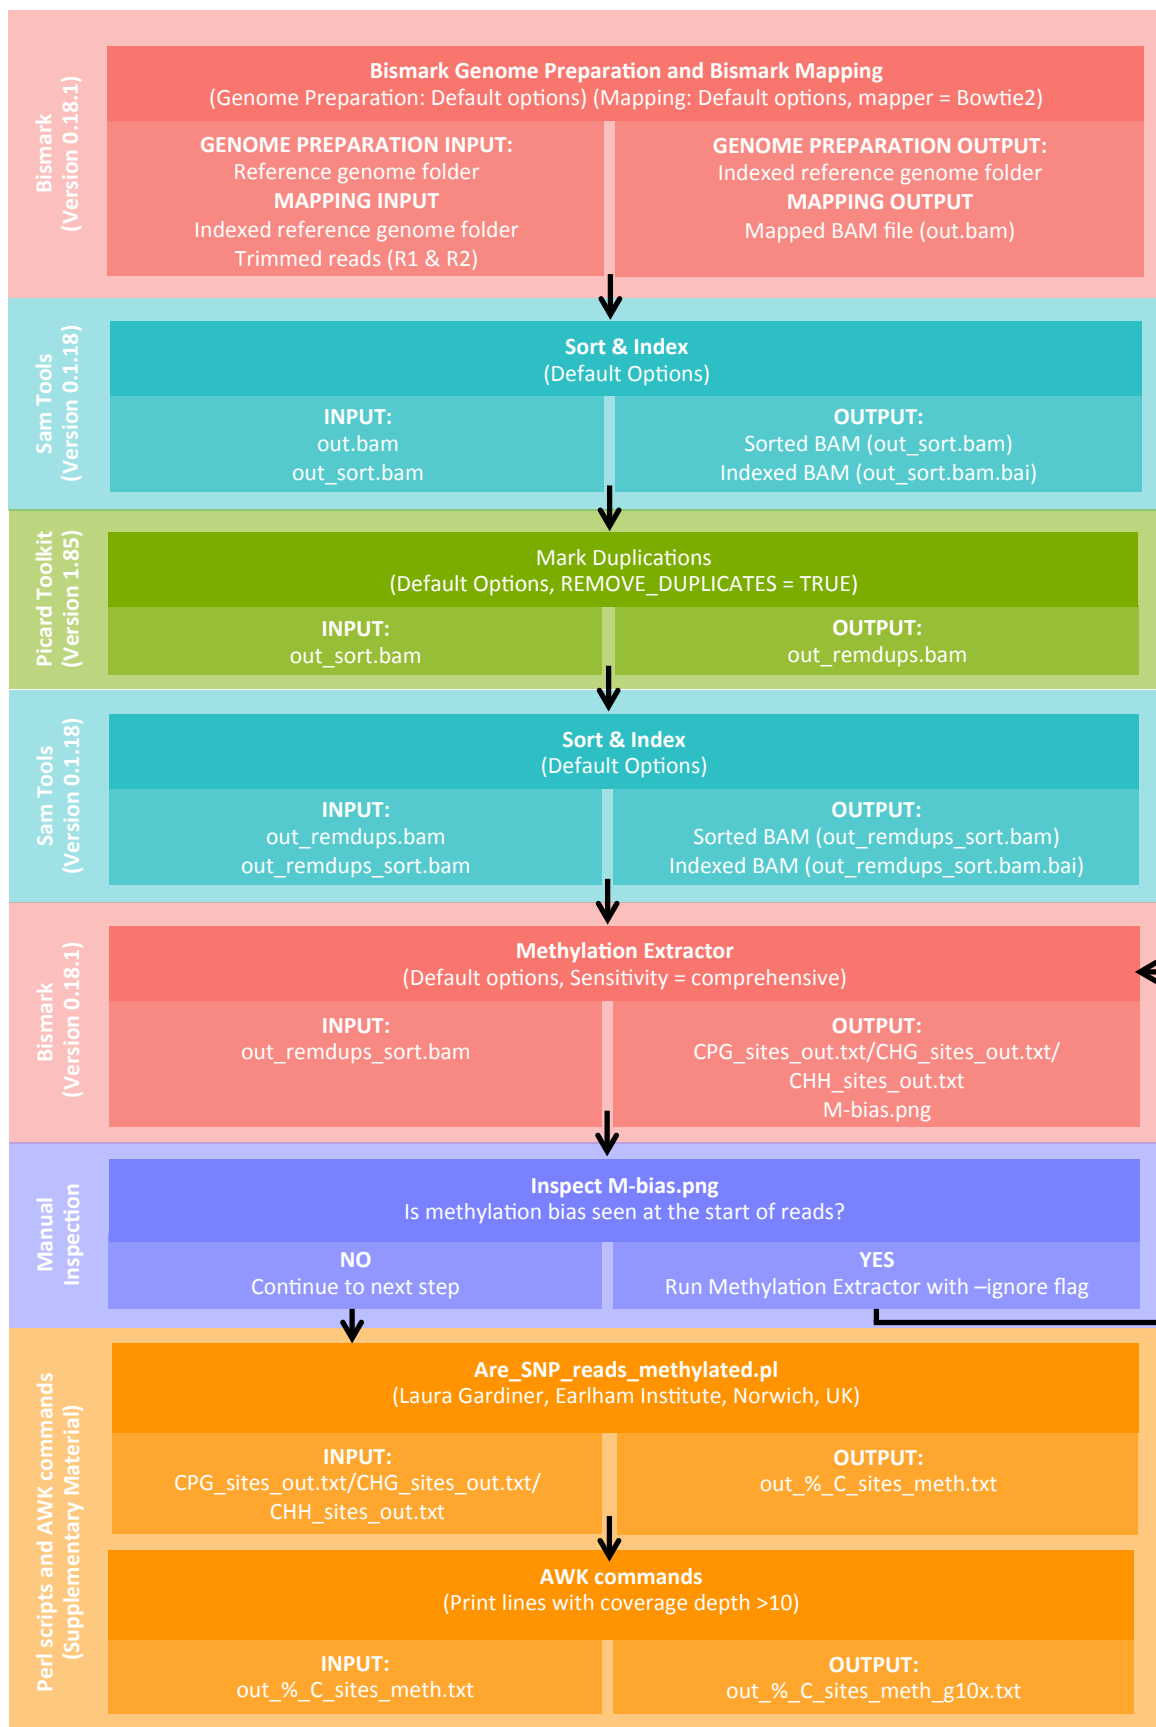 Bismark
(Version 0.18.1)
Bismark Genome Preparation and Bismark Mapping
(Genome Preparation: Default options) (Mapping: Default options, mapper = Bowtie2)
GENOME PREPARATION INPUT:
Reference genome folder
MAPPING INPUT
Indexed reference genome folder
Trimmed reads (R1 & R2)
GENOME PREPARATION OUTPUT:
Indexed reference genome folder
MAPPING OUTPUT
Mapped BAM file (out.bam)
Sam Tools
(Version 0.1.18)
Sort & Index
(Default Options)
INPUT:
out.bam
out_sort.bam
OUTPUT:
Sorted BAM (out_sort.bam)
Indexed BAM (out_sort.bam.bai)
Picard Toolkit
(Version 1.85)
Mark Duplications
(Default Options, REMOVE_DUPLICATES = TRUE)
INPUT:
out_sort.bam
OUTPUT:
out_remdups.bam
Sam Tools
(Version 0.1.18)
Sort & Index
(Default Options)
INPUT:
out_remdups.bam
out_remdups_sort.bam
OUTPUT:
Sorted BAM (out_remdups_sort.bam)
Indexed BAM (out_remdups_sort.bam.bai)
Bismark
(Version 0.18.1)
Methylation Extractor
(Default options, Sensitivity = comprehensive)
INPUT:
out_remdups_sort.bam
OUTPUT:
CPG_sites_out.txt/CHG_sites_out.txt/
CHH_sites_out.txt
M-bias.png
Manual
Inspection
Inspect M-bias.png
Is methylation bias seen at the start of reads?
NO
Continue to next step
YES
Run Methylation Extractor with –ignore flag
Perl scripts and AWK commands
(Supplementary Material)
Are_SNP_reads_methylated.pl
(Laura Gardiner, Earlham Institute, Norwich, UK)
INPUT:
CPG_sites_out.txt/CHG_sites_out.txt/
CHH_sites_out.txt
OUTPUT:
out_%_C_sites_meth.txt
AWK commands
(Print lines with coverage depth >10)
INPUT:
out_%_C_sites_meth.txt
OUTPUT:
out_%_C_sites_meth_g10x.txt